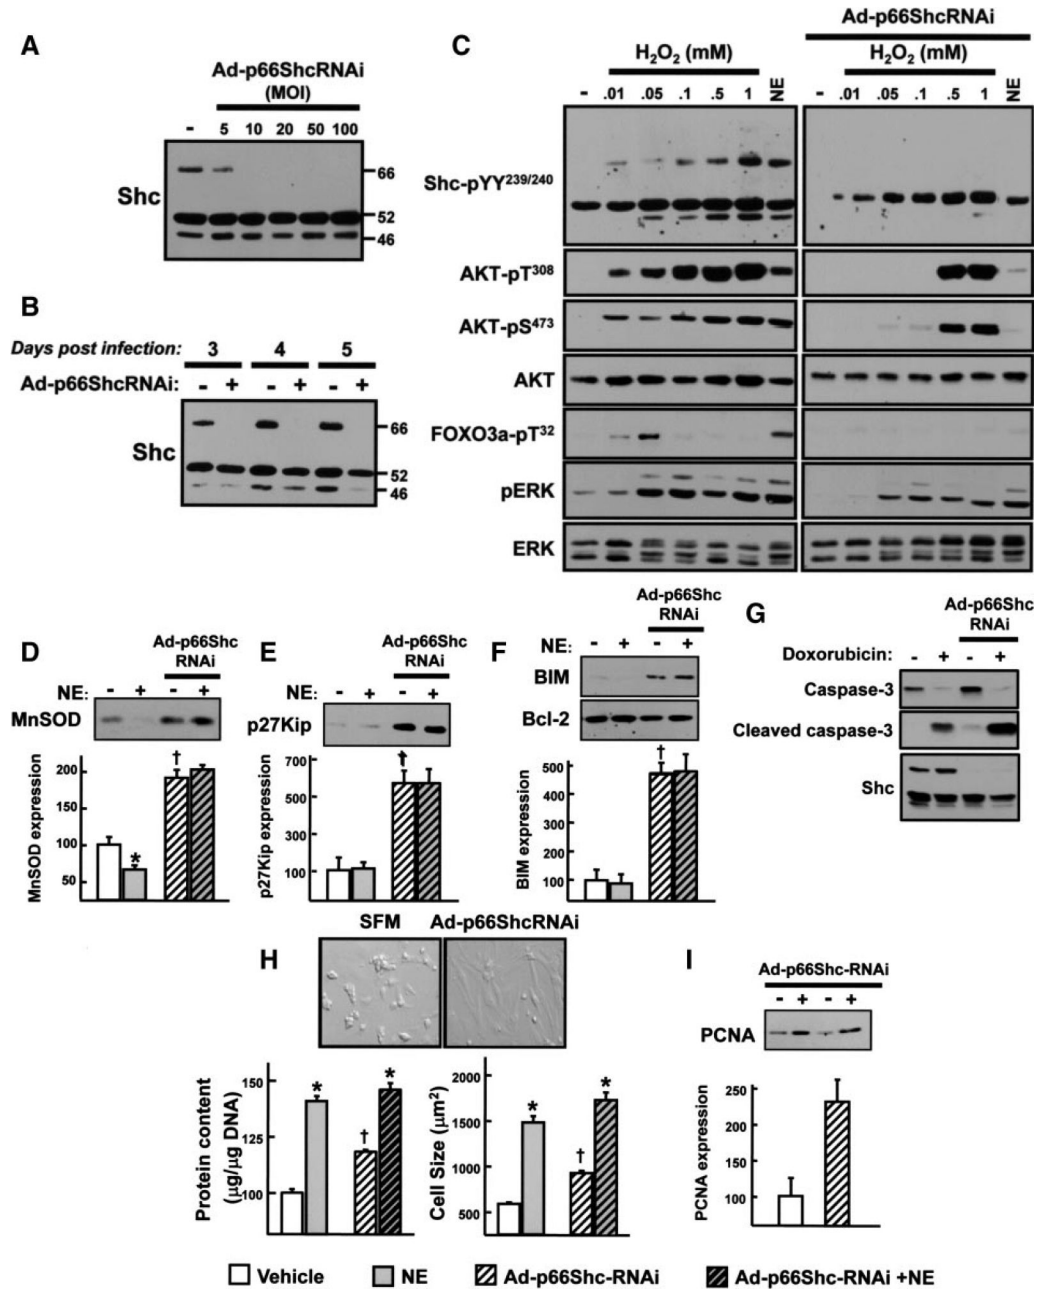 A
Ad-p66ShcRNAi
(MOI)
- 5 10 20 50 100
Shc
66
52
46
B
Days post infection: 3 4 5
Ad-p66ShcRNAi: - + - + - +
Shc
66
52
46
C
Ad-p66ShcRNAi
H₂O₂ (mM) H₂O₂ (mM)
- .01 .05 .1 .5 1 NE - .01 .05 .1 .5 1 NE
Shc-pYY²³⁹/²⁴⁰
AKT-pT³⁰⁸
AKT-pS⁴⁷³
AKT
FOXO3a-pT³²
pERK
ERK
D
Ad-p66Shc
RNAi
NE: - + - +
MnSOD
MnSOD expression
200
150
100
50
†
*
E
Ad-p66Shc
RNAi
NE: - + - +
p27Kip
p27Kip expression
700
500
300
100
†
F
Ad-p66Shc
RNAi
NE: - + - +
BIM
Bcl-2
BIM expression
500
400
300
200
100
†
G
Ad-p66Shc
RNAi
Doxorubicin: - + - +
Caspase-3
Cleaved caspase-3
Shc
H
SFM Ad-p66ShcRNAi
Protein content
(μg/μg DNA)
150
125
100
*
†
*
Cell Size (μm²)
2000
1500
1000
500
*
†
*
I
Ad-p66Shc-RNAi
- + - +
PCNA
PCNA expression
250
200
150
100
Vehicle NE Ad-p66Shc-RNAi Ad-p66Shc-RNAi +NE